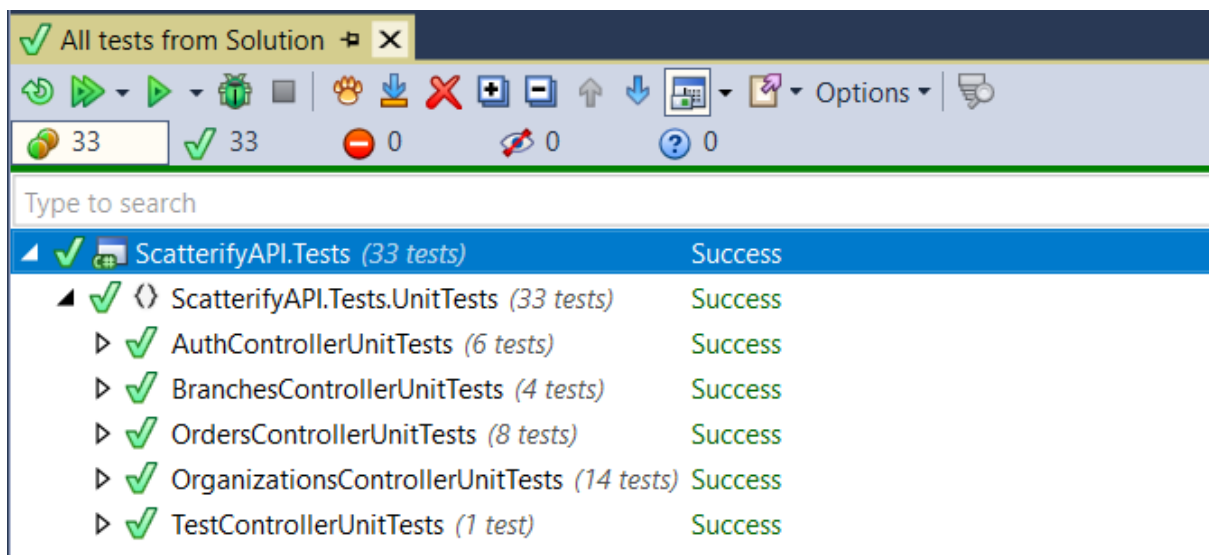 All tests from Solution
Options
33 33 0 0 ? 0
Type to search
C# ScatterifyAPI.Tests (33 tests) Success
ScatterifyAPI.Tests.UnitTests (33 tests) Success
AuthControllerUnitTests (6 tests) Success
BranchesControllerUnitTests (4 tests) Success
OrdersControllerUnitTests (8 tests) Success
OrganizationsControllerUnitTests (14 tests) Success
TestControllerUnitTests (1 test) Success